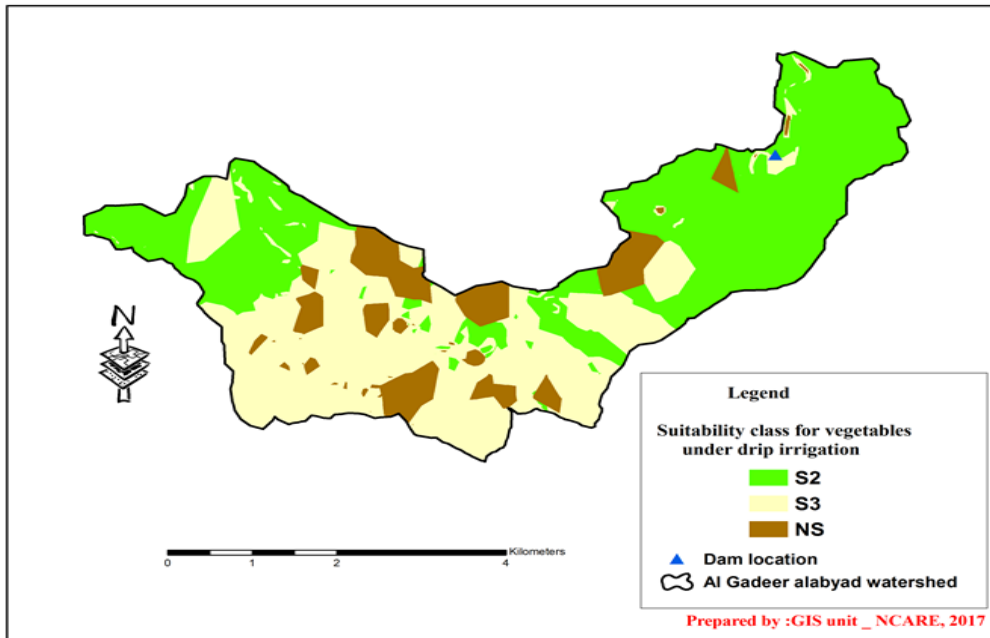 N
Kilometers
0 1 2 4
Legend
Suitability class for vegetables
under drip irrigation
S2
S3
NS
Dam location
Al Gadeer alabyad watershed
Prepared by :GIS unit _ NCARE, 2017